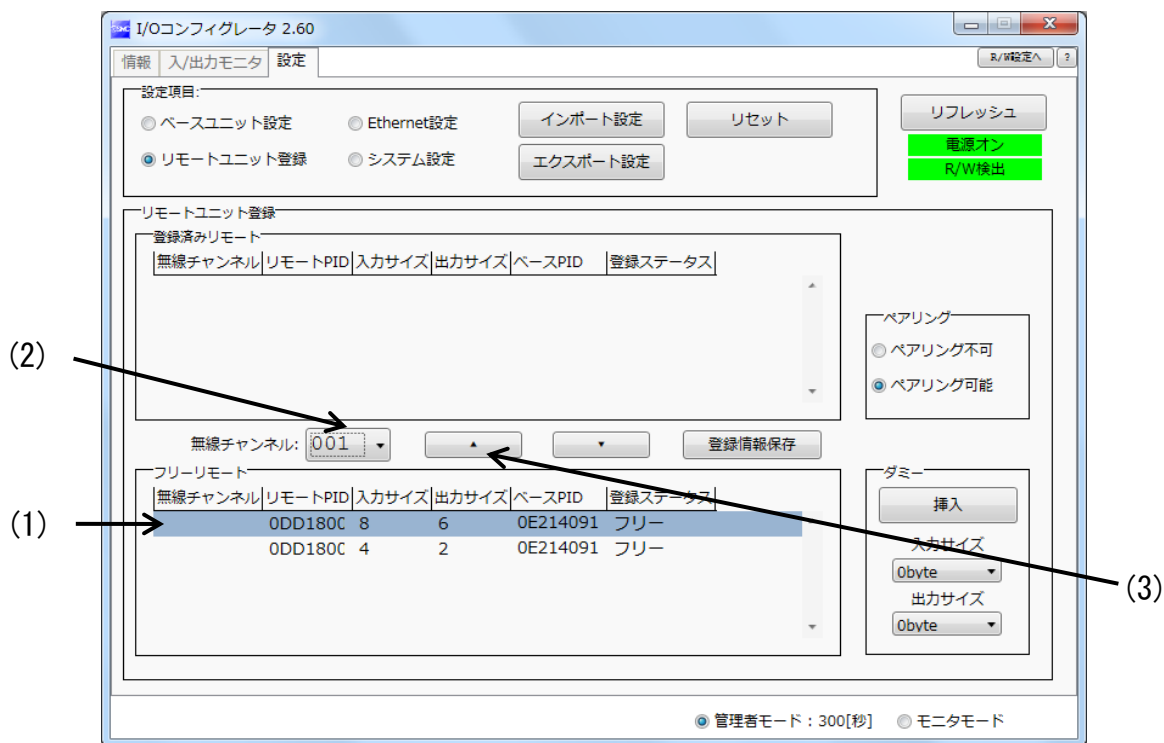 I/Oコンフィグレータ 2.60
情報 入/出力モニタ 設定
R/W設定へ ?
設定項目:
ベースユニット設定 Ethernet設定 インポート設定 リセット
リモートユニット登録 システム設定 エクスポート設定
リフレッシュ
電源オン
R/W検出
リモートユニット登録
登録済みリモート
無線チャンネル リモートPID 入力サイズ 出力サイズ ベースPID 登録ステータス
ペアリング
ペアリング不可
ペアリング可能
(2)
無線チャンネル: 001 登録情報保存
フリーリモート
無線チャンネル リモートPID 入力サイズ 出力サイズ ベースPID 登録ステータス
(1)
0DD180C 8 6 0E214091 フリー
0DD180C 4 2 0E214091 フリー
ダミー
挿入
入力サイズ
0byte
出力サイズ
0byte
(3)
管理者モード：300[秒] モニタモード